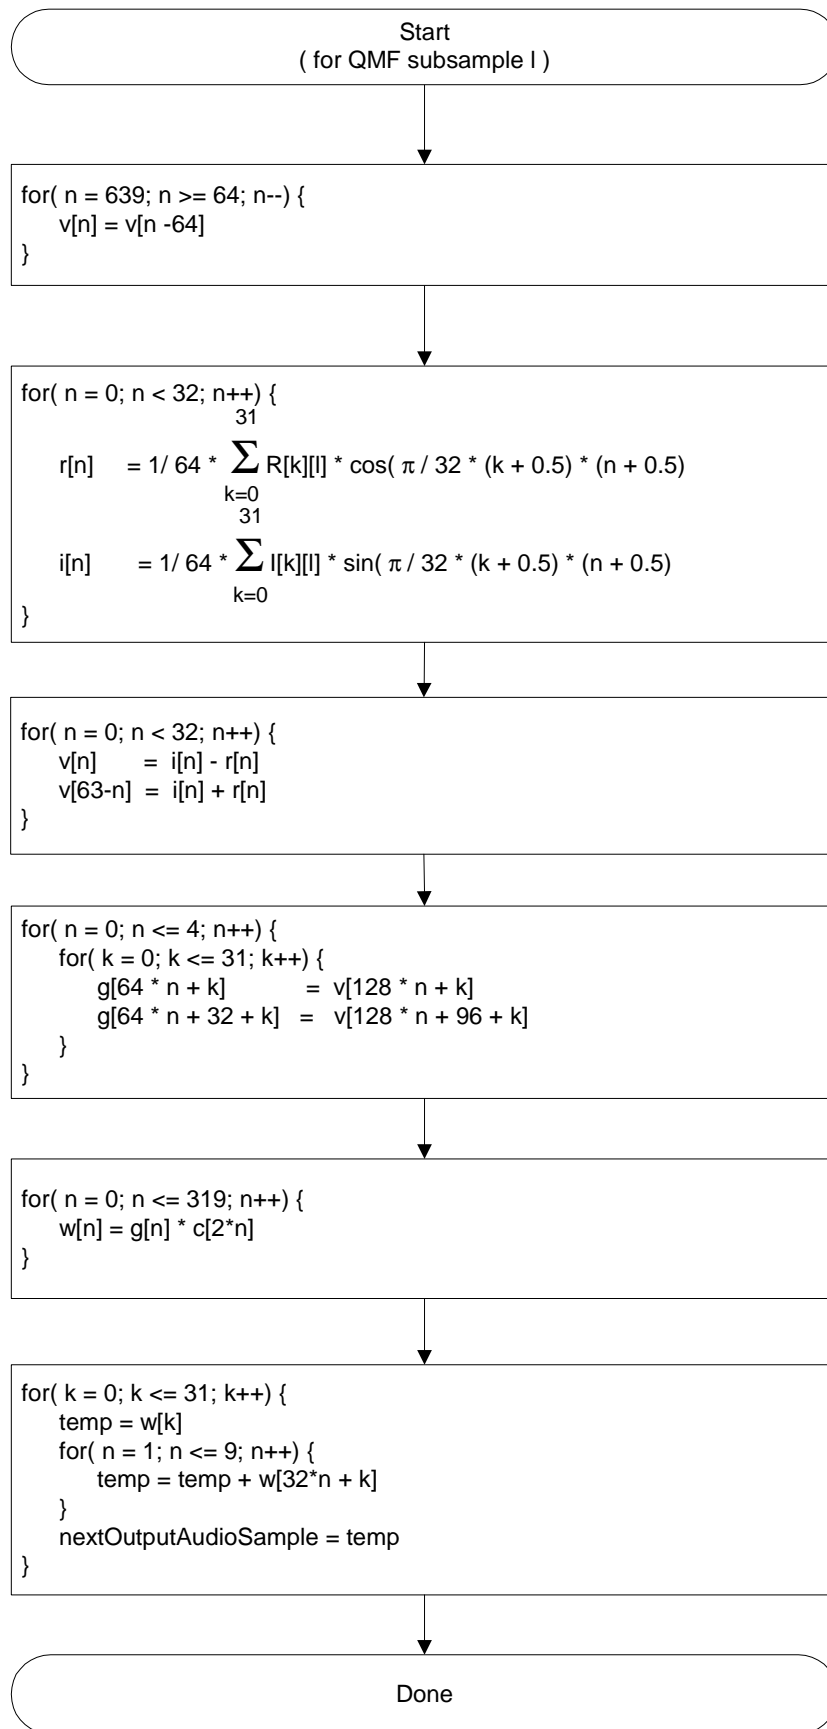 Start
( for QMF subsample l )
for( n = 639; n >= 64; n--) {
v[n] = v[n -64]
}
for( n = 0; n < 32; n++) {
31
r[n] = 1/ 64 * Σ R[k][l] * cos( π / 32 * (k + 0.5) * (n + 0.5)
k=0
31
i[n] = 1/ 64 * Σ I[k][l] * sin( π / 32 * (k + 0.5) * (n + 0.5)
k=0
}
for( n = 0; n < 32; n++) {
v[n] = i[n] - r[n]
v[63-n] = i[n] + r[n]
}
for( n = 0; n <= 4; n++) {
for( k = 0; k <= 31; k++) {
g[64 * n + k] = v[128 * n + k]
g[64 * n + 32 + k] = v[128 * n + 96 + k]
}
}
for( n = 0; n <= 319; n++) {
w[n] = g[n] * c[2*n]
}
for( k = 0; k <= 31; k++) {
temp = w[k]
for( n = 1; n <= 9; n++) {
temp = temp + w[32*n + k]
}
nextOutputAudioSample = temp
}
Done